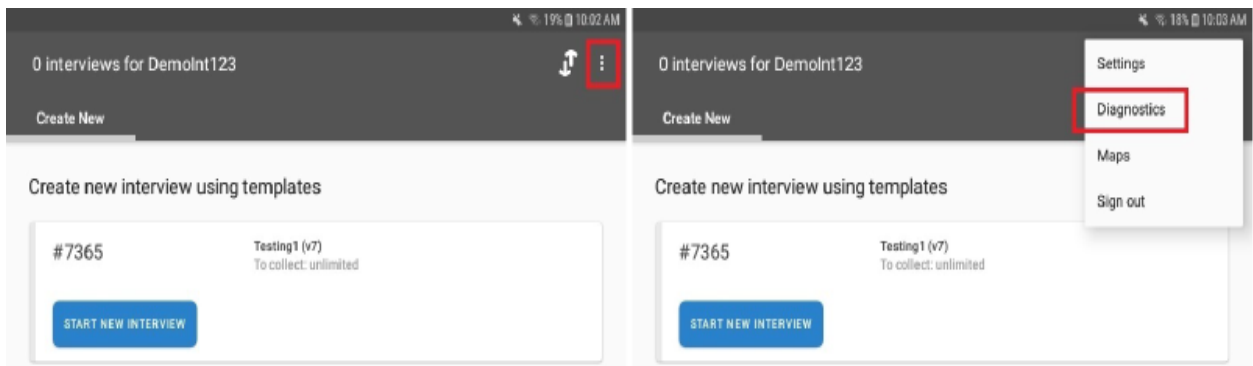 19% 10:02 AM
0 interviews for DemoInt123
Create New
Create new interview using templates
#7365
Testing1 (v7)
To collect: unlimited
START NEW INTERVIEW
18% 10:03 AM
0 interviews for DemoInt123
Create New
Settings
Diagnostics
Maps
Sign out
Create new interview using templates
#7365
Testing1 (v7)
To collect: unlimited
START NEW INTERVIEW